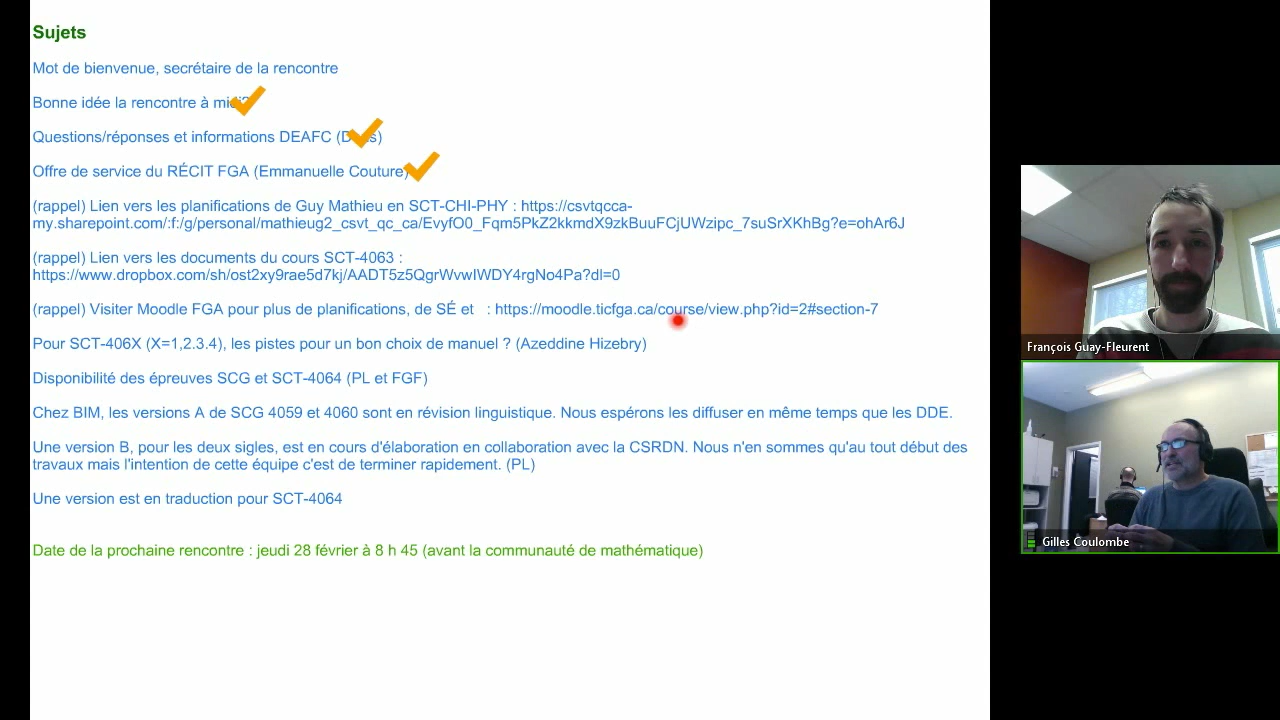 Sujets
Mot de bienvenue, secrétaire de la rencontre
Bonne idée la rencontre à midi?
Questions/réponses et informations DEAFC
Offre de service du RÉCIT FGA (Emmanuelle Couture)
(rappel) Lien vers les planifications de Guy Mathieu en SCT-CHI-PHY : https://csvtqcca-
my.sharepoint.com/:f:/g/personal/mathieug2_csvt_qc_ca/EvyfO0_Fqm5PkZ2kkmdX9zkBuuFCjUWzipc_7suSrXKhBg?e=ohAr6J
(rappel) Lien vers les documents du cours SCT-4063 :
https://www.dropbox.com/sh/ost2xy9rae5d7kj/AADT5z5QgrWvwIWDY4rgNo4Pa?dl=0
(rappel) Visiter Moodle FGA pour plus de planifications, de SÉ et : https://moodle.ticfga.ca/course/view.php?id=2#section-7
Pour SCT-406X (X=1,2.3.4), les pistes pour un bon choix de manuel ? (Azeddine Hizebry)
Disponibilité des épreuves SCG et SCT-4064 (PL et FGF)
Chez BIM, les versions A de SCG 4059 et 4060 sont en révision linguistique. Nous espérons les diffuser en même temps que les DDE.
Une version B, pour les deux sigles, est en cours d'élaboration en collaboration avec la CSRDN. Nous n'en sommes qu'au tout début des
travaux mais l'intention de cette équipe c'est de terminer rapidement. (PL)
Une version est en traduction pour SCT-4064
Date de la prochaine rencontre : jeudi 28 février à 8 h 45 (avant la communauté de mathématique)
François Guay-Fleurent
Gilles Coulombe